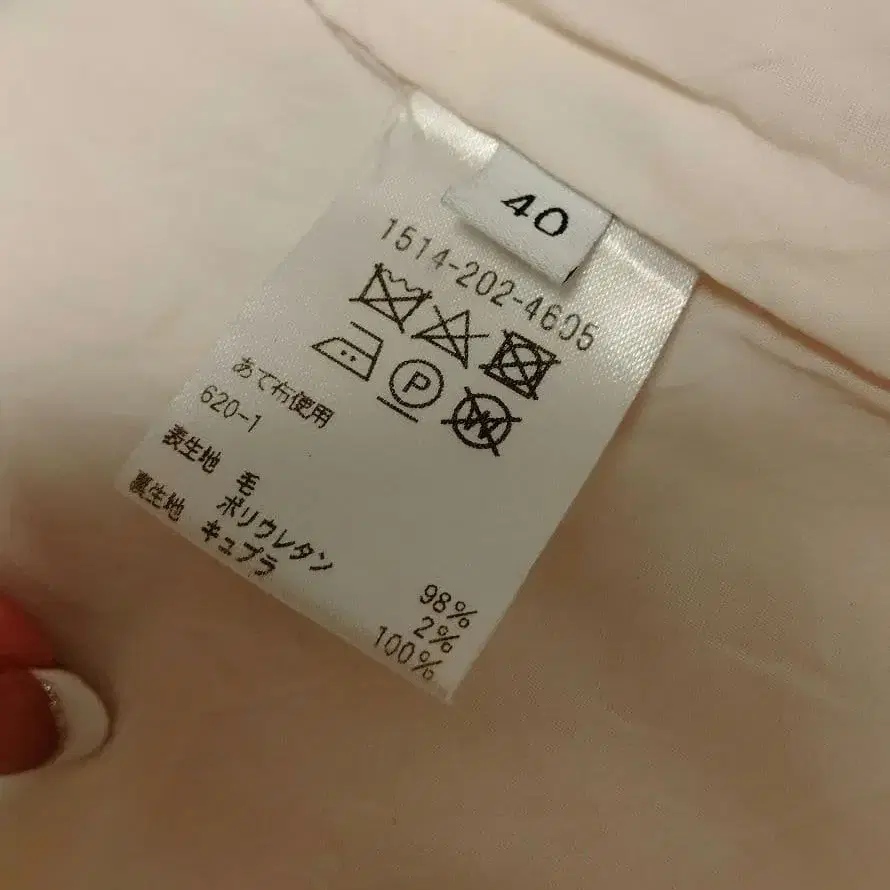 40
1514-202-4605
P
W
あて布使用
620-1
表生地 毛 98%
ポリウレタン 2%
裏生地 キュプラ 100%